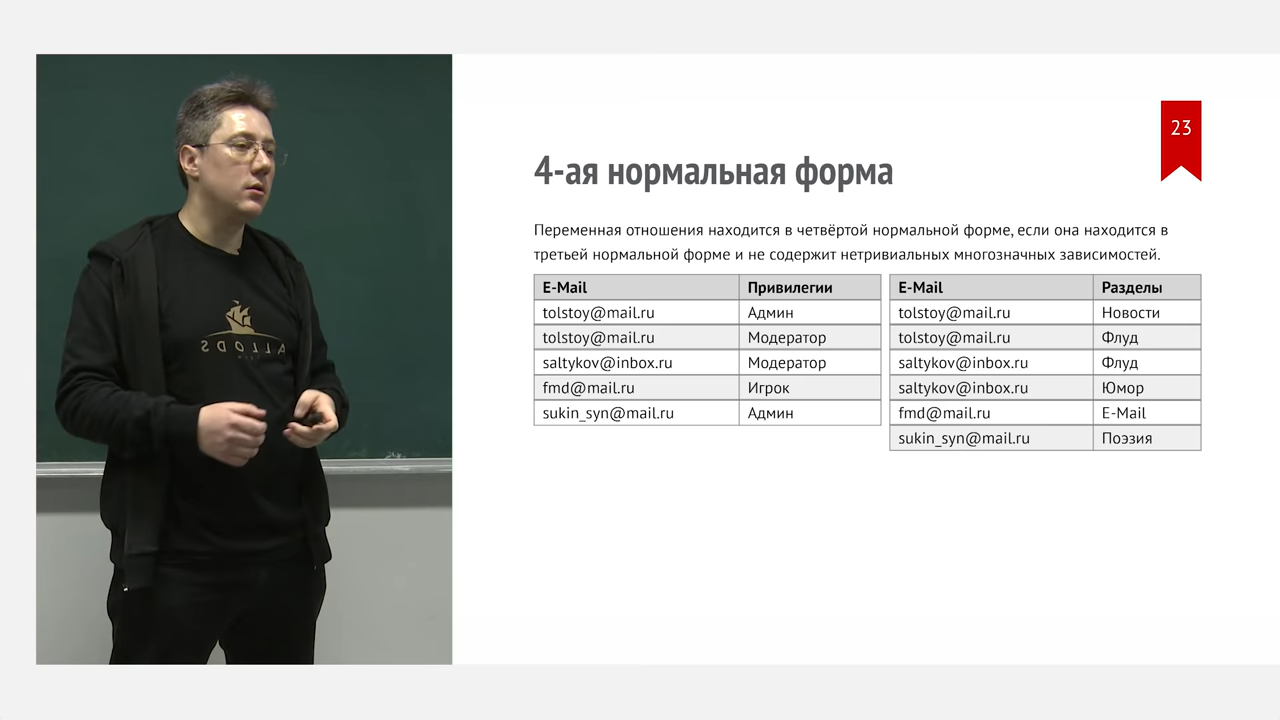 23
4-ая нормальная форма
Переменная отношения находится в четвёртой нормальной форме, если она находится в
третьей нормальной форме и не содержит нетривиальных многозначных зависимостей.
E-Mail Привилегии
tolstoy@mail.ru Админ
tolstoy@mail.ru Модератор
saltykov@inbox.ru Модератор
fmd@mail.ru Игрок
sukin_syn@mail.ru Админ
E-Mail Разделы
tolstoy@mail.ru Новости
tolstoy@mail.ru Флуд
saltykov@inbox.ru Флуд
saltykov@inbox.ru Юмор
fmd@mail.ru E-Mail
sukin_syn@mail.ru Поэзия
ALLODS